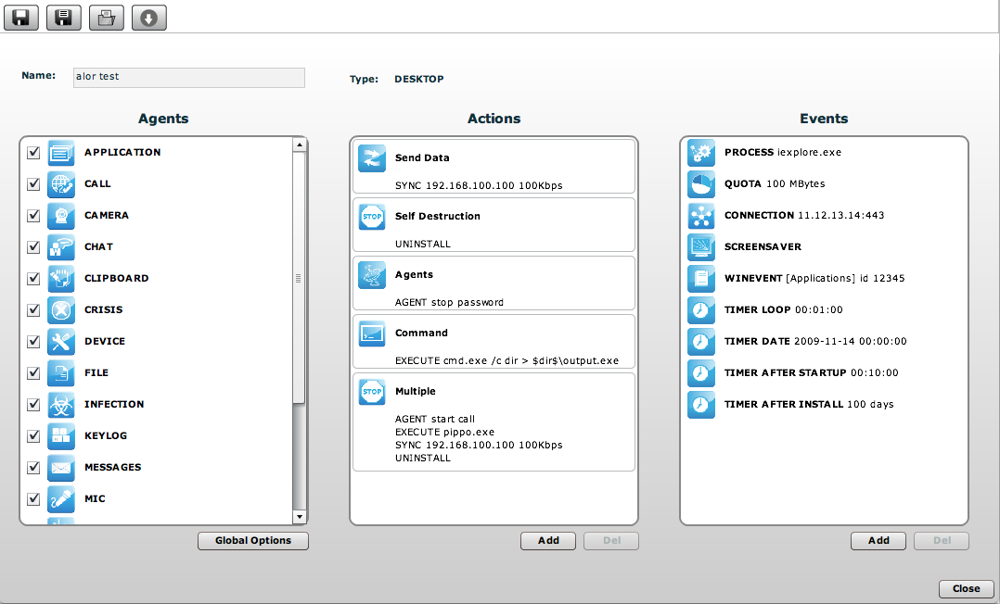 Name: alor test
Type: DESKTOP
Agents
APPLICATION
CALL
CAMERA
CHAT
CLIPBOARD
CRISIS
DEVICE
FILE
INFECTION
KEYLOG
MESSAGES
MIC
Global Options
Actions
Send Data
SYNC 192.168.100.100 100Kbps
STOP
Self Destruction
UNINSTALL
Agents
AGENT stop password
Command
EXECUTE cmd.exe /c dir > $dir$\output.exe
STOP
Multiple
AGENT start call
EXECUTE pippo.exe
SYNC 192.168.100.100 100Kbps
UNINSTALL
Add Del
Events
PROCESS iexplore.exe
QUOTA 100 MBytes
CONNECTION 11.12.13.14:443
SCREENSAVER
WINEVENT [Applications] id 12345
TIMER LOOP 00:01:00
TIMER DATE 2009-11-14 00:00:00
TIMER AFTER STARTUP 00:10:00
TIMER AFTER INSTALL 100 days
Add Del
Close